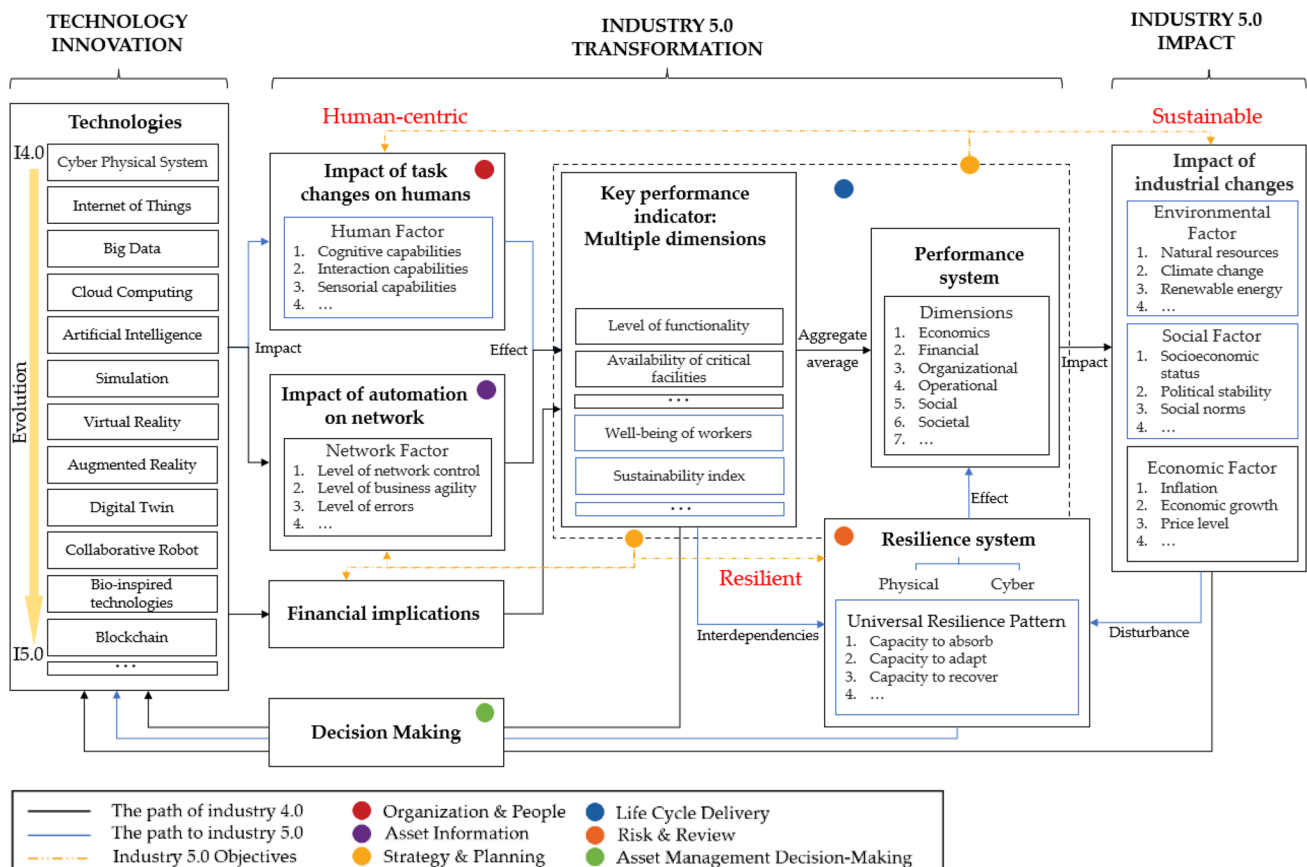 TECHNOLOGY
INNOVATION
INDUSTRY 5.0
TRANSFORMATION
INDUSTRY 5.0
IMPACT
Technologies
I4.0
Evolution
I5.0
Cyber Physical System
Internet of Things
Big Data
Cloud Computing
Artificial Intelligence
Simulation
Virtual Reality
Augmented Reality
Digital Twin
Collaborative Robot
Bio-inspired
technologies
Blockchain
...
Impact
Human-centric
Impact of task
changes on humans
Human Factor
1. Cognitive capabilities
2. Interaction capabilities
3. Sensorial capabilities
4. ...
Impact of automation
on network
Network Factor
1. Level of network control
2. Level of business agility
3. Level of errors
4. ...
Financial implications
Decision Making
Effect
Key performance
indicator:
Multiple dimensions
Level of functionality
Availability of critical
facilities
...
Well-being of workers
Sustainability index
...
Aggregate
average
Performance
system
Dimensions
1. Economics
2. Financial
3. Organizational
4. Operational
5. Social
6. Societal
7. ...
Effect
Resilient
Interdependencies
Resilience system
Physical
Cyber
Universal Resilience Pattern
1. Capacity to absorb
2. Capacity to adapt
3. Capacity to recover
4. ...
Impact
Disturbance
Sustainable
Impact of
industrial changes
Environmental
Factor
1. Natural resources
2. Climate change
3. Renewable energy
4. ...
Social Factor
1. Socioeconomic
status
2. Political stability
3. Social norms
4. ...
Economic Factor
1. Inflation
2. Economic growth
3. Price level
4. ...
The path of industry 4.0
The path to industry 5.0
Industry 5.0 Objectives
Organization & People
Asset Information
Strategy & Planning
Life Cycle Delivery
Risk & Review
Asset Management Decision-Making